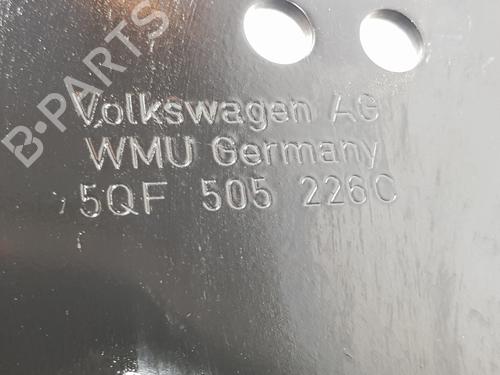 B-PARTS
Volkswagen AG
WMU Germany
5QF 505 226C